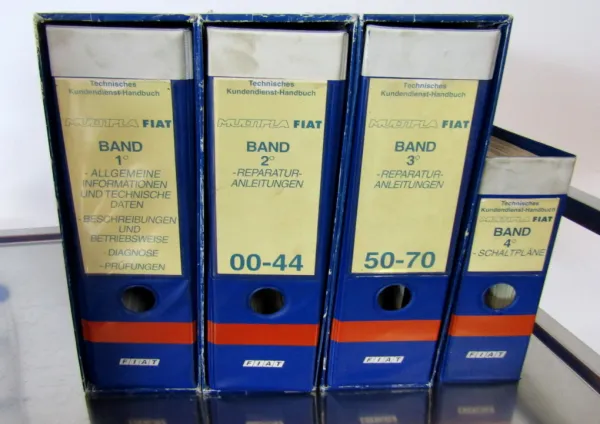 Technisches
Kundendienst-Handbuch
MULTIPLA FIAT
BAND
1°
-ALLGEMEINE
INFORMATIONEN
UND TECHNISCHE
DATEN
-BESCHREIBUNGEN
UND
BETRIEBSWEISE
-DIAGNOSE
-PRÜFUNGEN
FIAT
Technisches
Kundendienst-Handbuch
MULTIPLA FIAT
BAND
2°
-REPARATUR-
ANLEITUNGEN
00-44
FIAT
Technisches
Kundendienst-Handbuch
MULTIPLA FIAT
BAND
3°
-REPARATUR-
ANLEITUNGEN
50-70
FIAT
Technisches
Kundendienst-Handbuch
MULTIPLA FIAT
BAND
4°
-SCHALTPLÄNE
FIAT